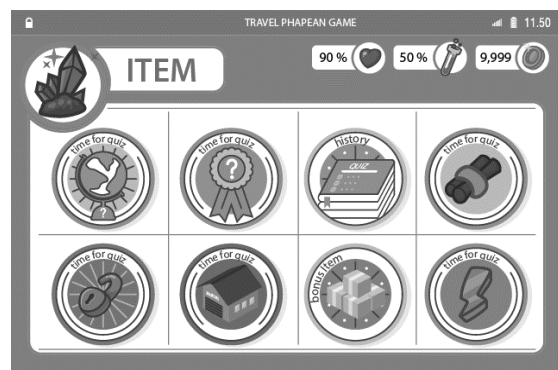 TRAVEL PHAPEAN GAME
11.50
ITEM
90 %
50 %
9,999
time for quiz
?
time for quiz
?
history
QUIZ
time for quiz
time for quiz
time for quiz
bonus Item
time for quiz